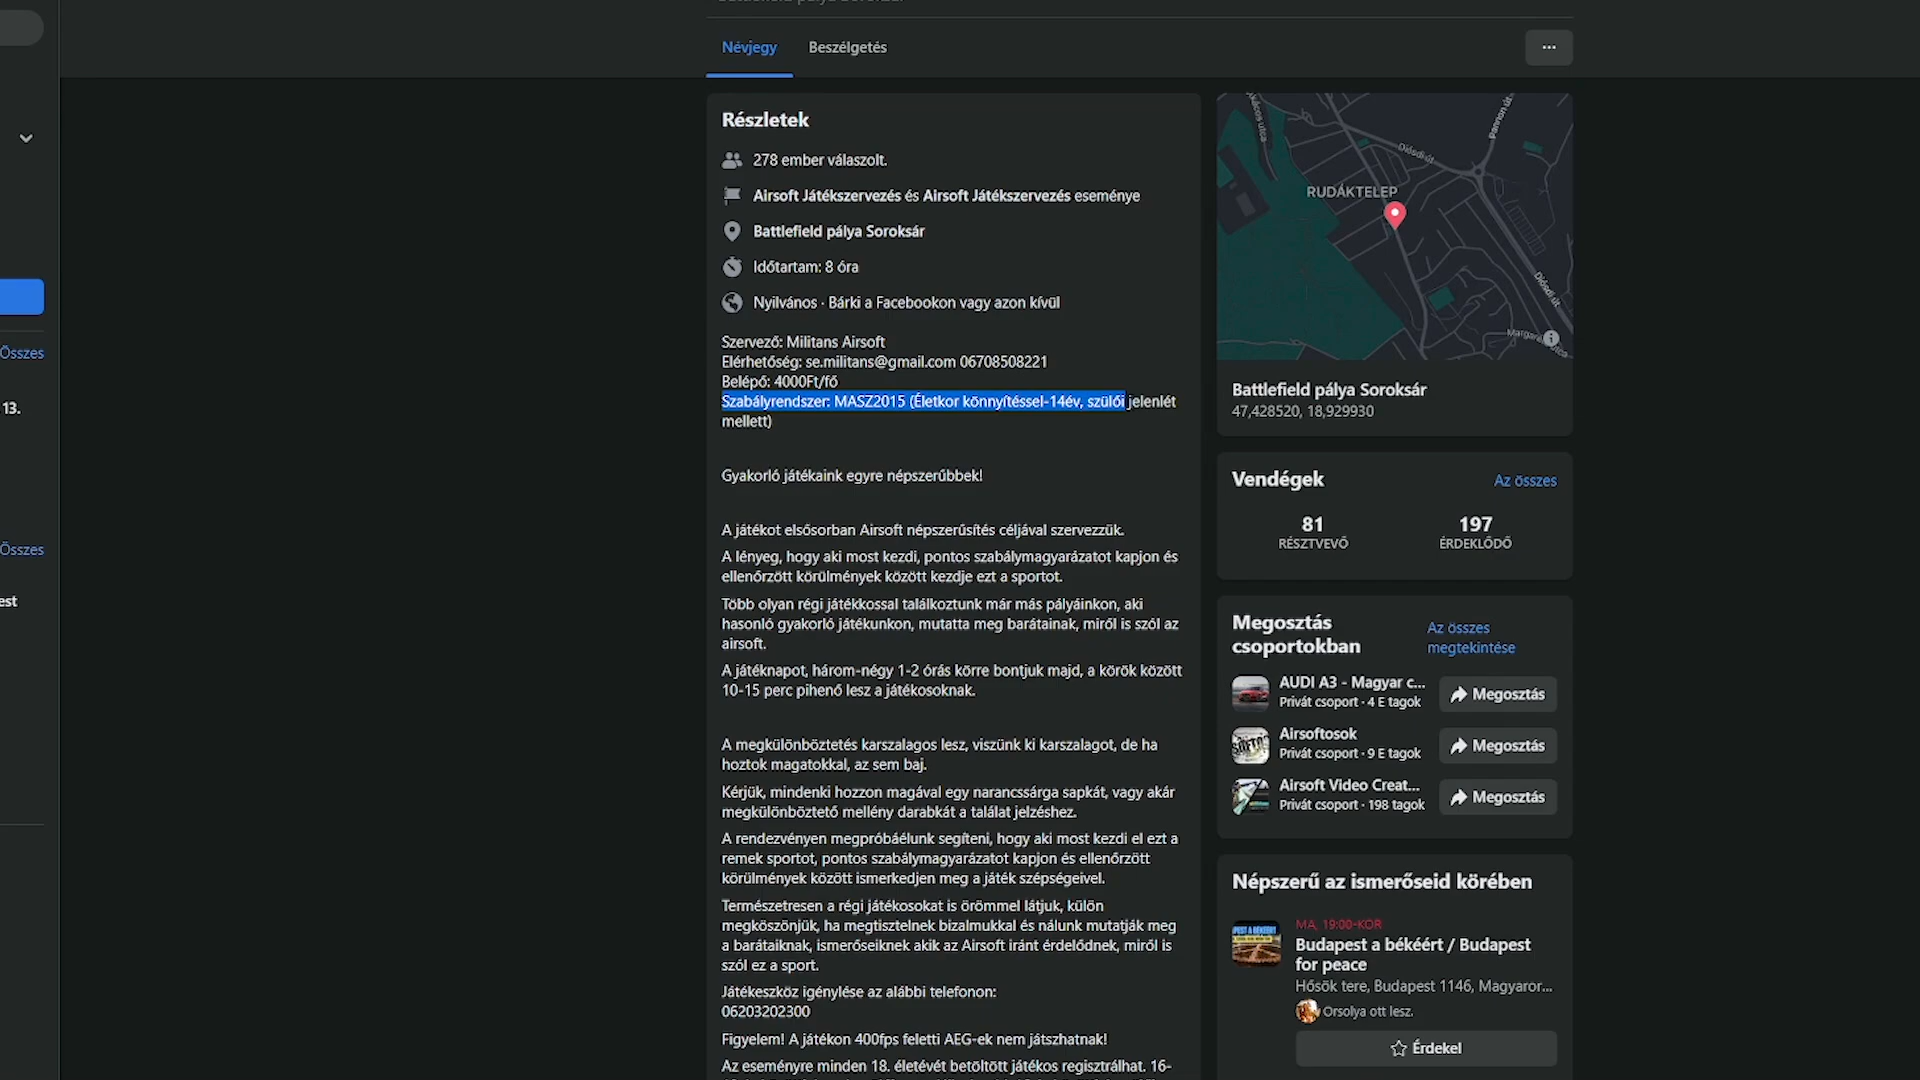 Névjegy
Beszélgetés
Összes
13.
Összes
est
Részletek
278 ember válaszolt.
Airsoft Játékszervezés és Airsoft Játékszervezés eseménye
Battlefield pálya Soroksár
Időtartam: 8 óra
Nyilvános · Bárki a Facebookon vagy azon kívül
Szervező: Militans Airsoft
Elérhetőség: se.militans@gmail.com 06708508221
Belépő: 4000Ft/fő
Szabályrendszer: MASZ2015 (Életkor könnyítéssel-14év, szülői jelenlét
mellett)
Gyakorló játékaink egyre népszerűbbek!
A játékot elsősorban Airsoft népszerűsítés céljával szervezzük.
A lényeg, hogy aki most kezdi, pontos szabálymagyarázatot kapjon és
ellenőrzött körülmények között kezdje ezt a sportot.
Több olyan régi játékkossal találkoztunk már más pályáinkon, aki
hasonló gyakorló játékunkon, mutatta meg barátainak, miről is szól az
airsoft.
A játéknapot, három-négy 1-2 órás körre bontjuk majd, a körök között
10-15 perc pihenő lesz a játékosoknak.
A megkülönböztetés karszalagos lesz, viszünk ki karszalagot, de ha
hoztok magatokkal, az sem baj.
Kérjük, mindenki hozzon magával egy narancssárga sapkát, vagy akár
megkülönböztető mellény darabkát a találat jelzéshez.
A rendezvényen megpróbáélunk segíteni, hogy aki most kezdi el ezt a
remek sportot, pontos szabálymagyarázatot kapjon és ellenőrzött
körülmények között ismerkedjen meg a játék szépségeivel.
Természetresen a régi játékosokat is örömmel látjuk, külön
megköszönjük, ha megtisztelnek bizalmukkal és nálunk mutatják meg
a barátaiknak, ismerőseiknek akik az Airsoft iránt érdelődnek, miről is
szól ez a sport.
Játékeszköz igénylése az alábbi telefonon:
06203202300
Figyelem! A játékon 400fps feletti AEG-ek nem játszhatnak!
Az eseményre minden 18. életévét betöltött játékos regisztrálhat. 16-
RUDÁKTELEP
Diósdi út
Pannon út
Diósdi út
Battlefield pálya Soroksár
47,428520, 18,929930
Vendégek
Az összes
81
RÉSZTVEVŐ
197
ÉRDEKLŐDŐ
Megosztás
csoportokban
Az összes
megtekintése
AUDI A3 - Magyar c...
Privát csoport · 4 E tagok
Megosztás
Airsoftosok
Privát csoport · 9 E tagok
Megosztás
Airsoft Video Creat...
Privát csoport · 198 tagok
Megosztás
Népszerű az ismerőseid körében
MA, 19:00-KOR
Budapest a békéért / Budapest
for peace
Hősök tere, Budapest 1146, Magyaror...
Orsolya ott lesz.
Érdekel